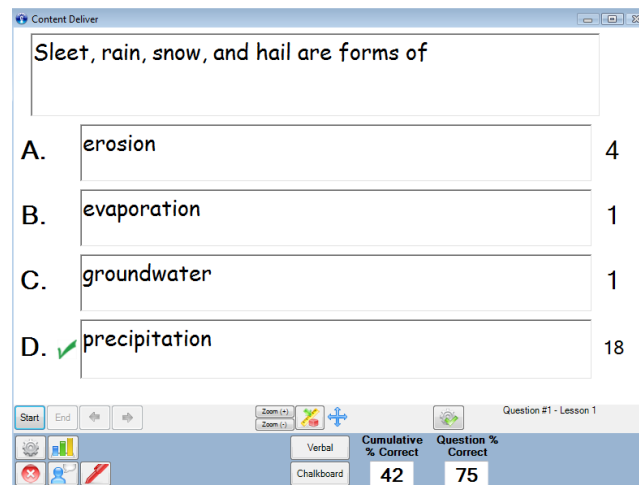 Content Deliver
Sleet, rain, snow, and hail are forms of
A. erosion 4
B. evaporation 1
C. groundwater 1
D. precipitation 18
Start End Zoom (+) Question #1 - Lesson 1
Zoom (-)
Verbal Cumulative % Correct Question % Correct
Chalkboard 42 75